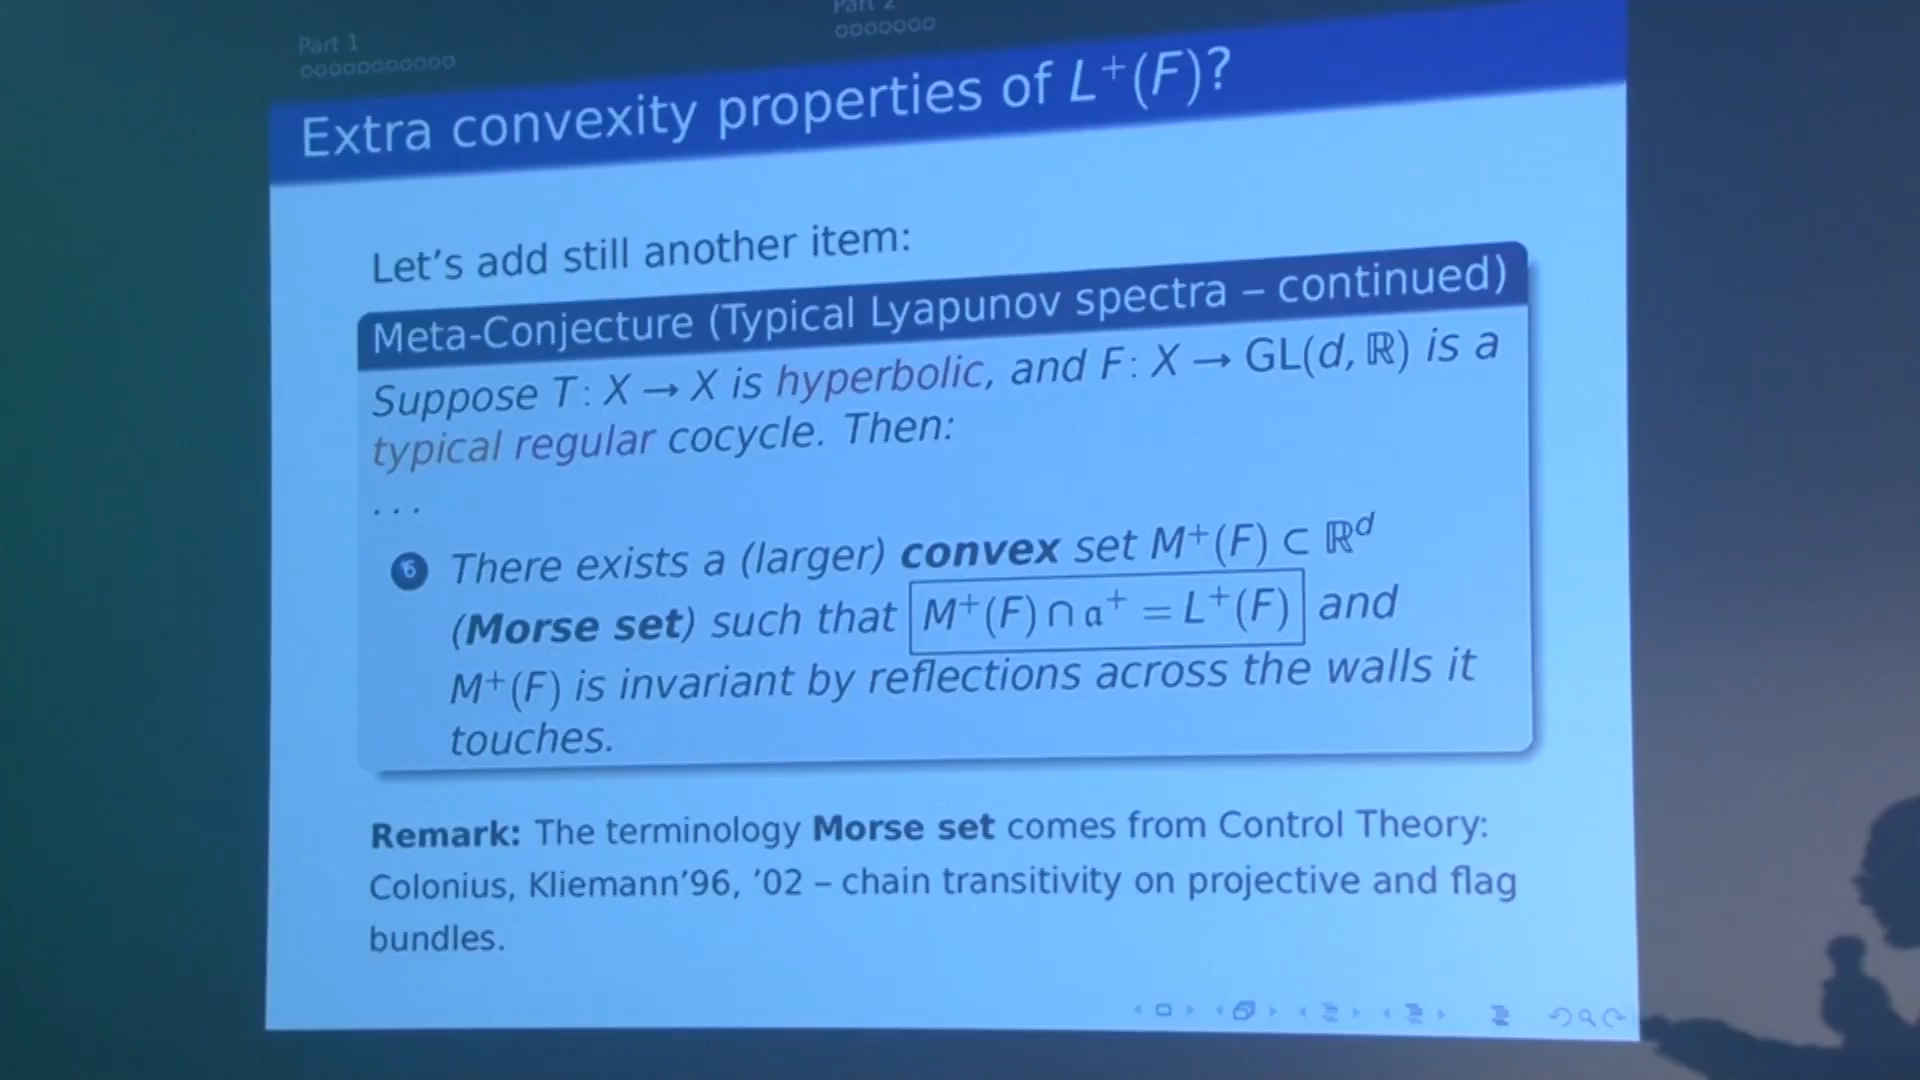 Part 1
Part 2
Extra convexity properties of L⁺(F)?
Let's add still another item:
Meta-Conjecture (Typical Lyapunov spectra – continued)
Suppose T: X → X is hyperbolic, and F: X → GL(d, ℝ) is a
typical regular cocycle. Then:
...
There exists a (larger) convex set M⁺(F) ⊂ ℝᵈ
(Morse set) such that M⁺(F) ∩ 𝔞⁺ = L⁺(F) and
M⁺(F) is invariant by reflections across the walls it
touches.
Remark: The terminology Morse set comes from Control Theory:
Colonius, Kliemann'96, '02 – chain transitivity on projective and flag
bundles.